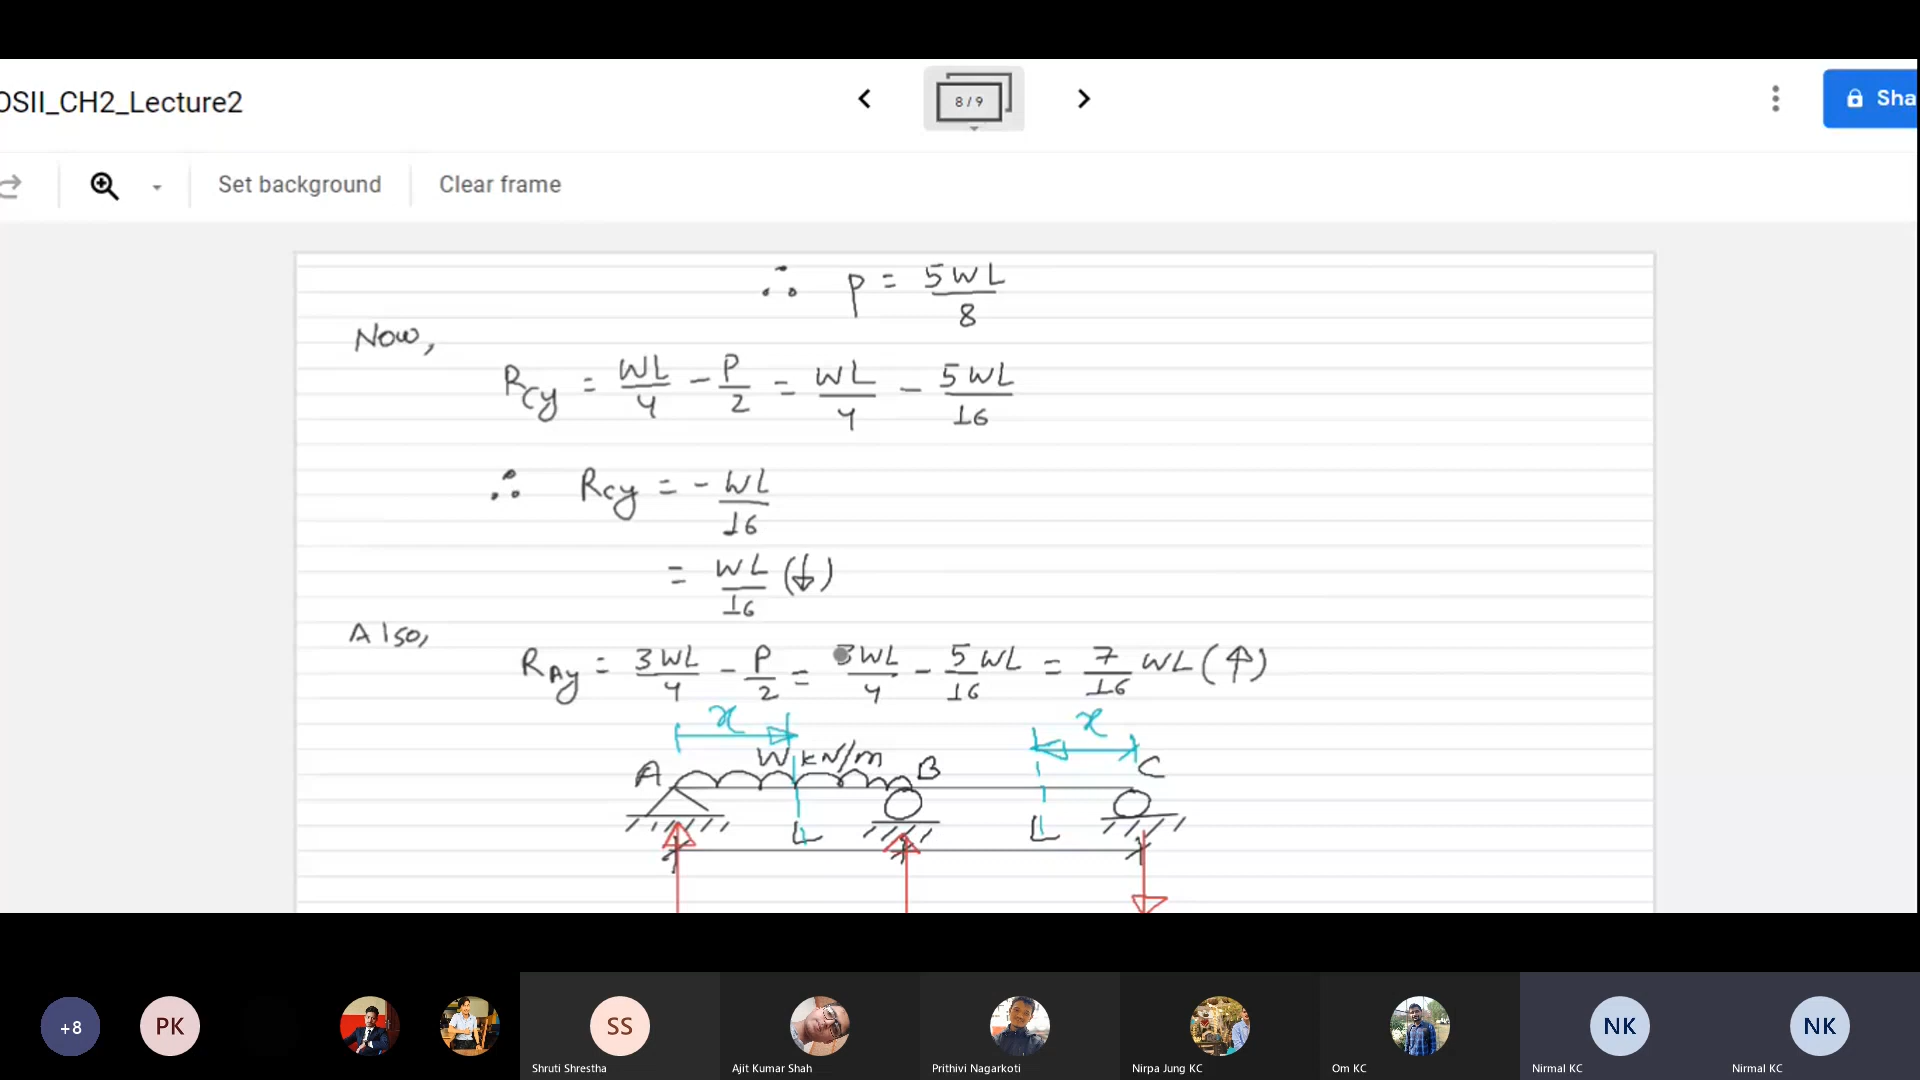 OSII_CH2_Lecture2
8 / 9
Sha
Set background
Clear frame
∴ P = 5WL/8
Now,
RCy = WL/4 - P/2 = WL/4 - 5WL/16
∴ RCy = - WL/16
= WL/16 (↓)
Also,
RAy = 3WL/4 - P/2 = 3WL/4 - 5WL/16 = 7/16 WL (↑)
x
x
W kN/m
A
B
C
L
L
+8
PK
SS
NK
NK
Shruti Shrestha
Ajit Kumar Shah
Prithivi Nagarkoti
Nirpa Jung KC
Om KC
Nirmal KC
Nirmal KC